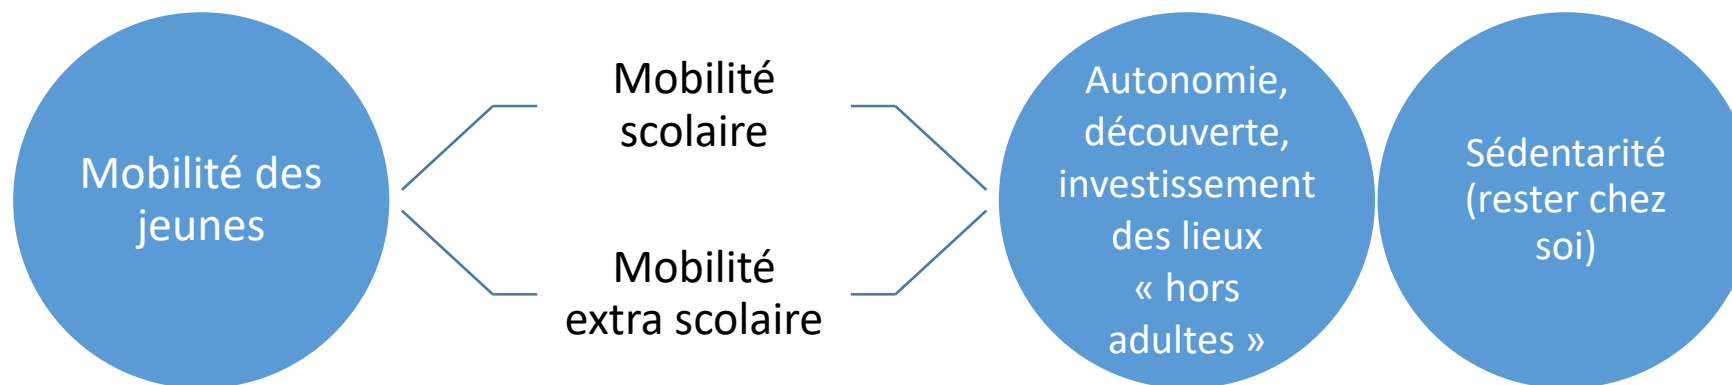 Mobilité des
jeunes
Mobilité
scolaire
Mobilité
extra scolaire
Autonomie,
découverte,
investissement
des lieux
« hors
adultes »
Sédentarité
(rester chez
soi)